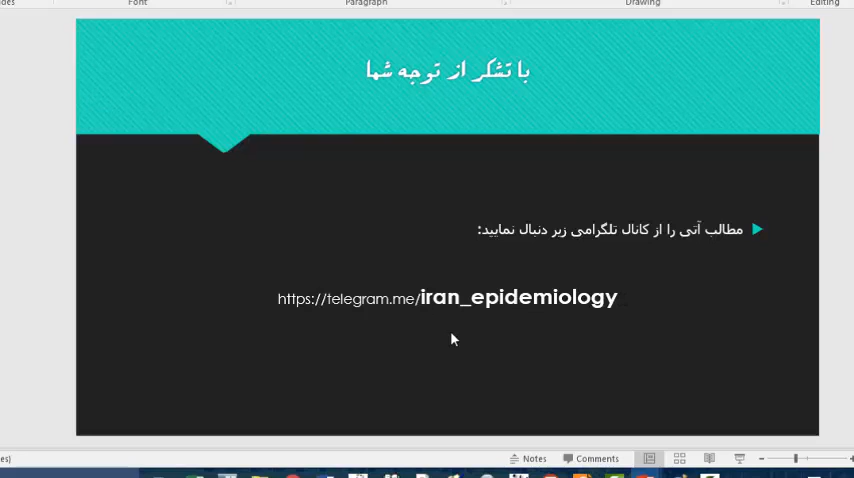 Font
Paragraph
Drawing
Editing
با تشکر از توجه شما
مطالب آتی را از کانال تلگرامی زیر دنبال نمایید:
https://telegram.me/iran_epidemiology
Notes
Comments